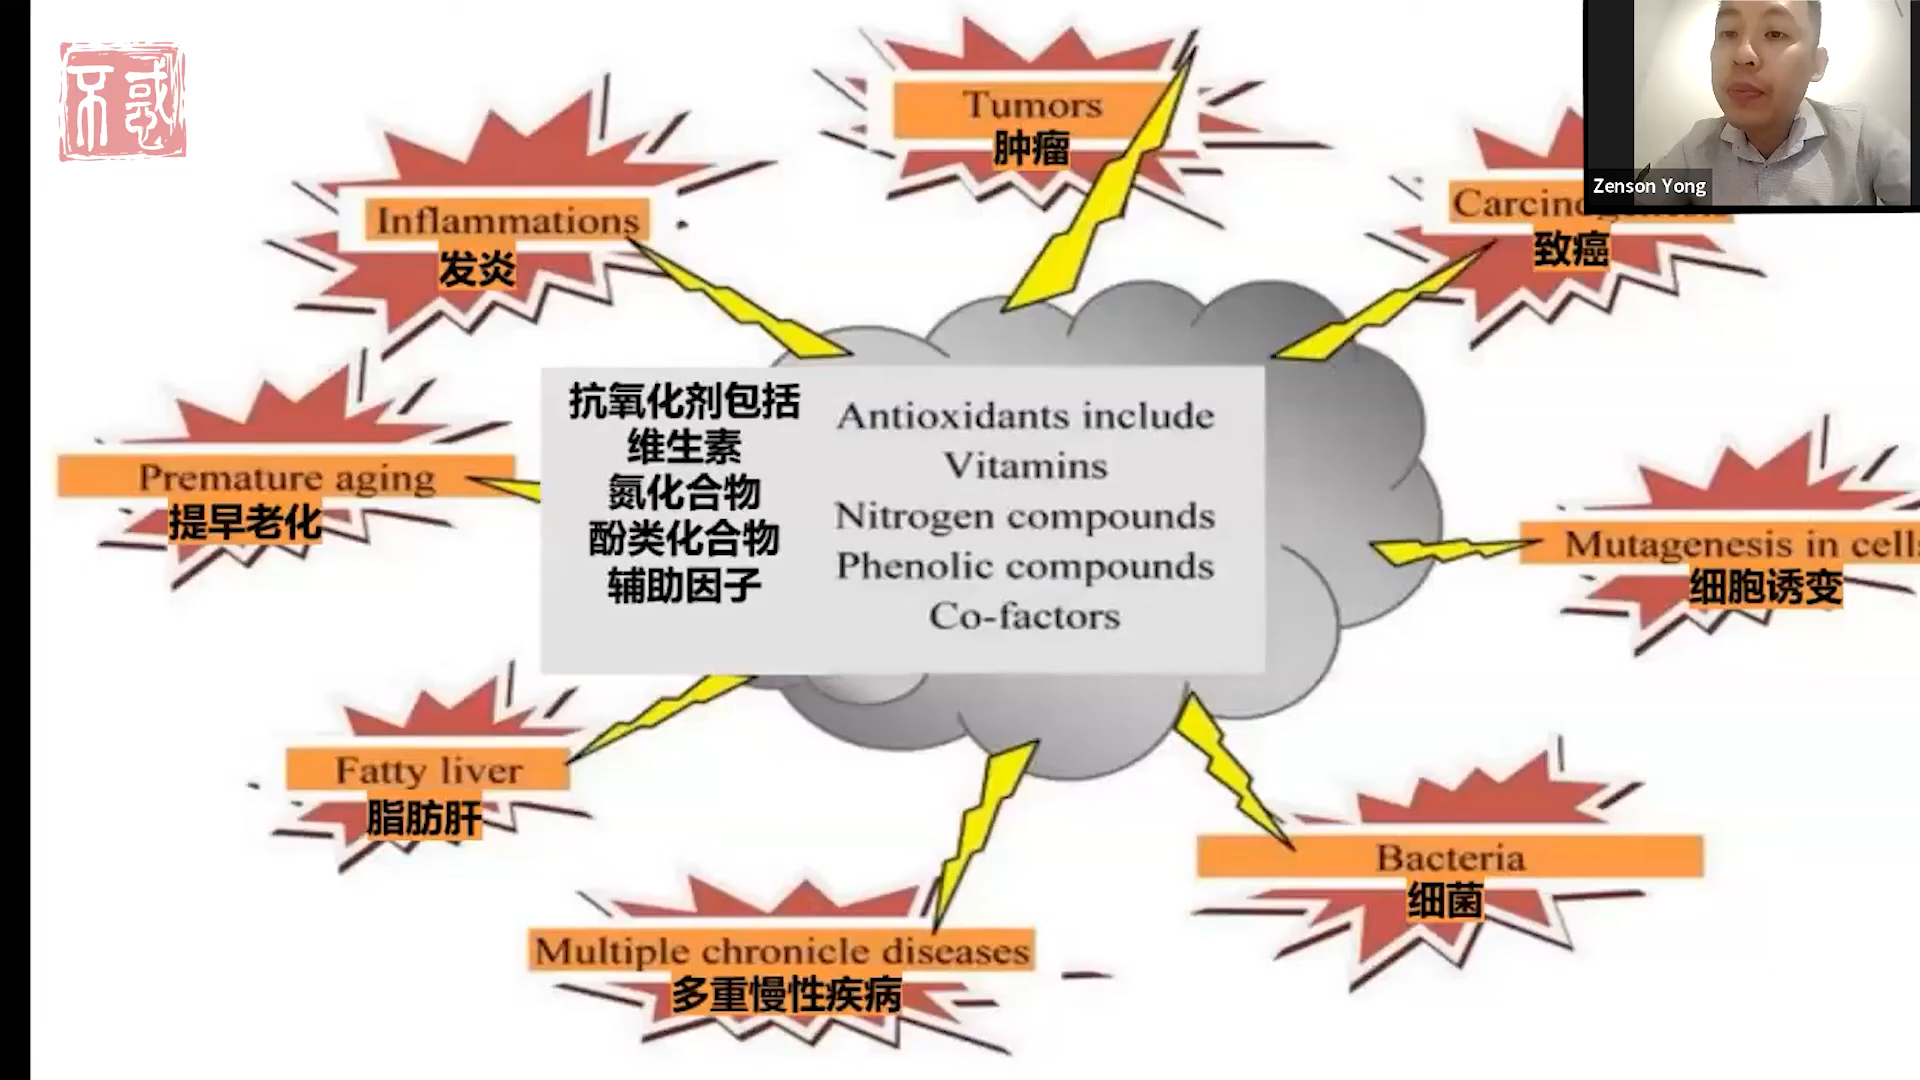 不惑
Tumors
肿瘤
Zenson Yong
Inflammations
发炎
致癌
抗氧化剂包括
维生素
氮化合物
酚类化合物
辅助因子
Antioxidants include
Vitamins
Nitrogen compounds
Phenolic compounds
Co-factors
Premature aging
提早老化
Mutagenesis in cell
细胞诱变
Fatty liver
脂肪肝
Bacteria
细菌
Multiple chronicle diseases
多重慢性疾病